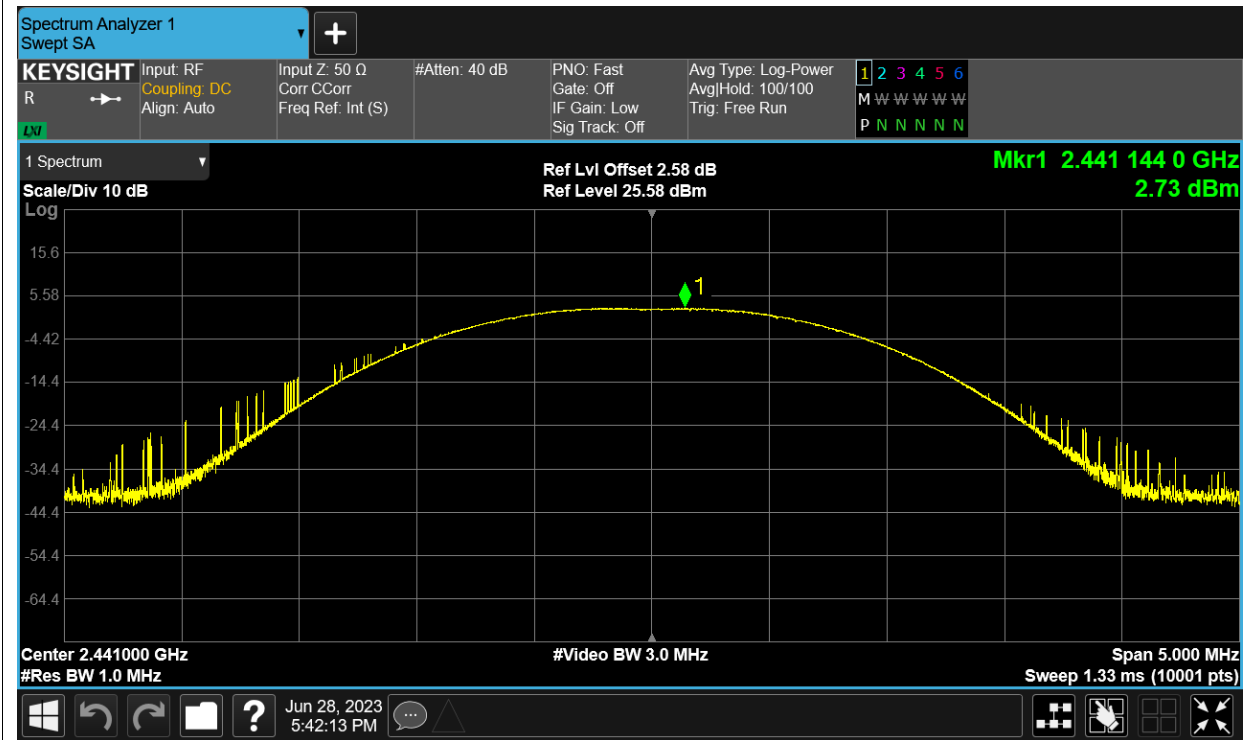 Spectrum Analyzer 1
Swept SA
KEYSIGHT
R
LXI
Input: RF
Coupling: DC
Align: Auto
Input Z: 50 Ω
Corr CCorr
Freq Ref: Int (S)
#Atten: 40 dB
PNO: Fast
Gate: Off
IF Gain: Low
Sig Track: Off
Avg Type: Log-Power
Avg|Hold: 100/100
Trig: Free Run
1 2 3 4 5 6
M W W W W W
P N N N N N
1 Spectrum
Scale/Div 10 dB
Log
Ref Lvl Offset 2.58 dB
Ref Level 25.58 dBm
Mkr1 2.441 144 0 GHz
2.73 dBm
15.6
5.58
1
-4.42
-14.4
-24.4
-34.4
-44.4
-54.4
-64.4
Center 2.441000 GHz
#Res BW 1.0 MHz
#Video BW 3.0 MHz
Span 5.000 MHz
Sweep 1.33 ms (10001 pts)
?
Jun 28, 2023
5:42:13 PM